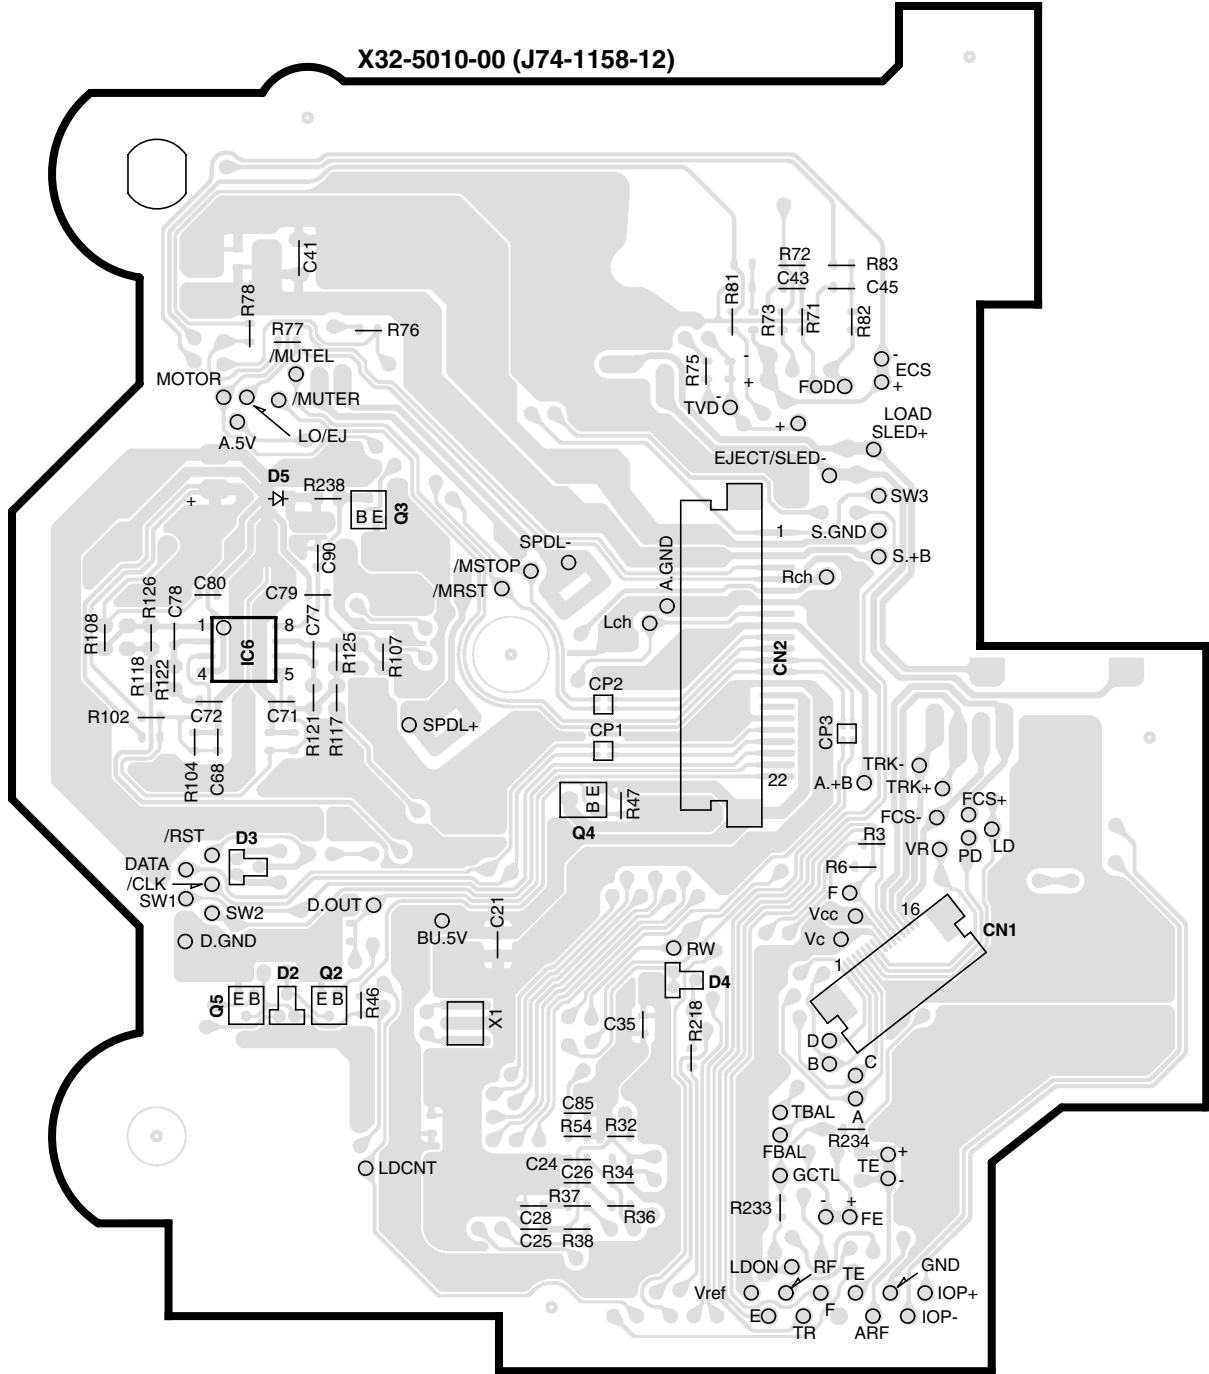 X32-5010-00 (J74-1158-12)
C41
R78
R77
R76
/MUTEL
MOTOR
/MUTER
LO/EJ
A.5V
R72
R83
C43
C45
R81
R73
R71
R82
R75
-
+
-
ECS
+
FOD
TVD
-
+
LOAD
SLED+
EJECT/SLED-
SW3
1
S.GND
S.+B
Rch
D5
+
R238
B E
Q3
C90
SPDL-
/MSTOP
/MRST
A.GND
Lch
CN2
R126
C78
C80
C79
C77
R108
1
8
IC6
4
5
R125
R107
R118
R122
R102
C72
C71
R121
R117
SPDL+
R104
C68
CP2
CP1
CP3
22
B E
R47
Q4
TRK-
A.+B
TRK+
FCS+
FCS-
LD
PD
VR
R3
R6
F
Vcc
Vc
16
CN1
1
/RST
D3
DATA
/CLK
SW1
SW2
D.OUT
D.GND
BU.5V
C21
RW
D4
Q5
E B
D2
Q2
E B
R46
X1
C35
R218
D
B
C
A
TBAL
R234
FBAL
TE
+
-
GCTL
R233
-
+
FE
C85
R54
R32
C24
C26
R34
R37
R36
C28
C25
R38
LDCNT
LDON
RF
TE
GND
Vref
IOP+
E
TR
F
ARF
IOP-